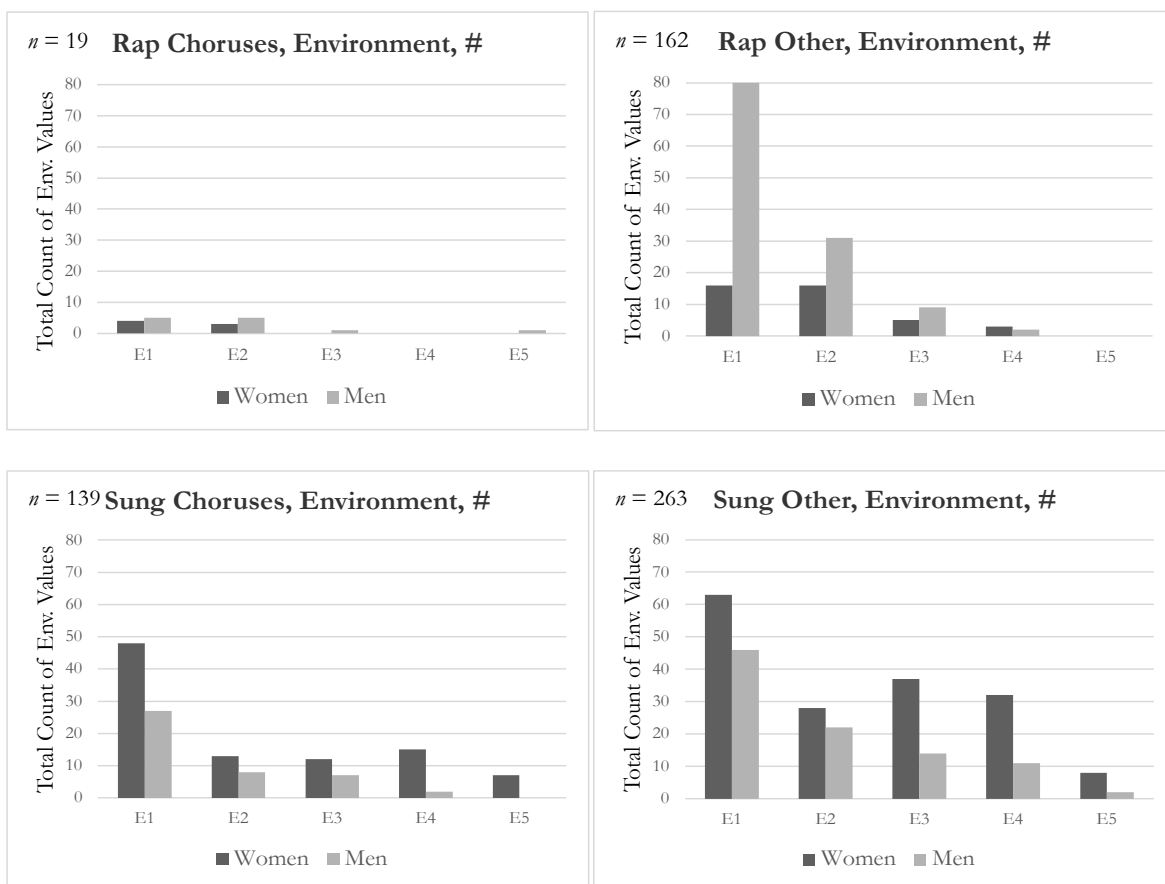 n = 19 Rap Choruses, Environment, #
Total Count of Env. Values
80
70
60
50
40
30
20
10
0
E1 E2 E3 E4 E5
Women Men
n = 162 Rap Other, Environment, #
Total Count of Env. Values
80
70
60
50
40
30
20
10
0
E1 E2 E3 E4 E5
Women Men
n = 139 Sung Choruses, Environment, #
Total Count of Env. Values
80
70
60
50
40
30
20
10
0
E1 E2 E3 E4 E5
Women Men
n = 263 Sung Other, Environment, #
Total Count of Env. Values
80
70
60
50
40
30
20
10
0
E1 E2 E3 E4 E5
Women Men